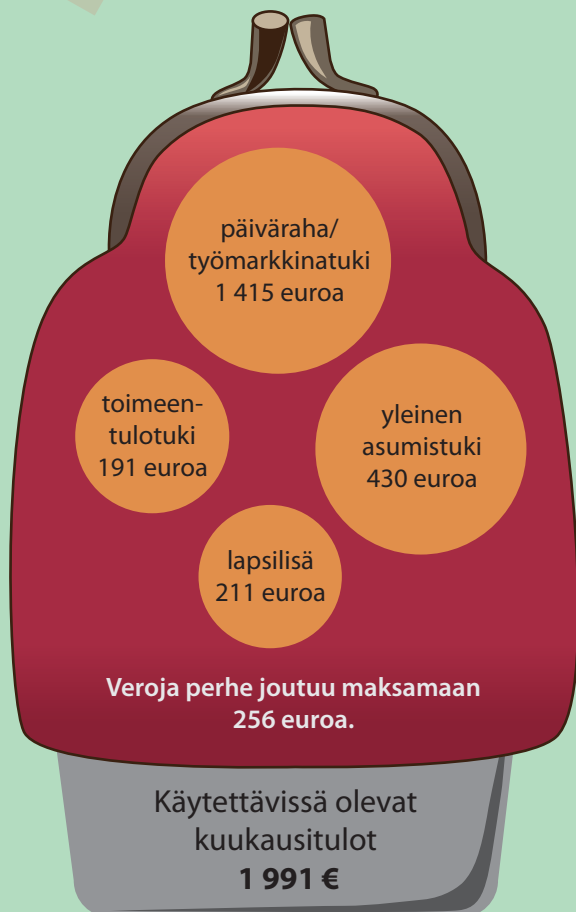 päiväraha/
työmarkkinatuki
1 415 euroa
toimeen-
tulotuki
191 euroa
yleinen
asumistuki
430 euroa
lapsilisä
211 euroa
Veroja perhe joutuu maksamaan
256 euroa.
Käytettävissä olevat
kuukausitulot
1 991 €